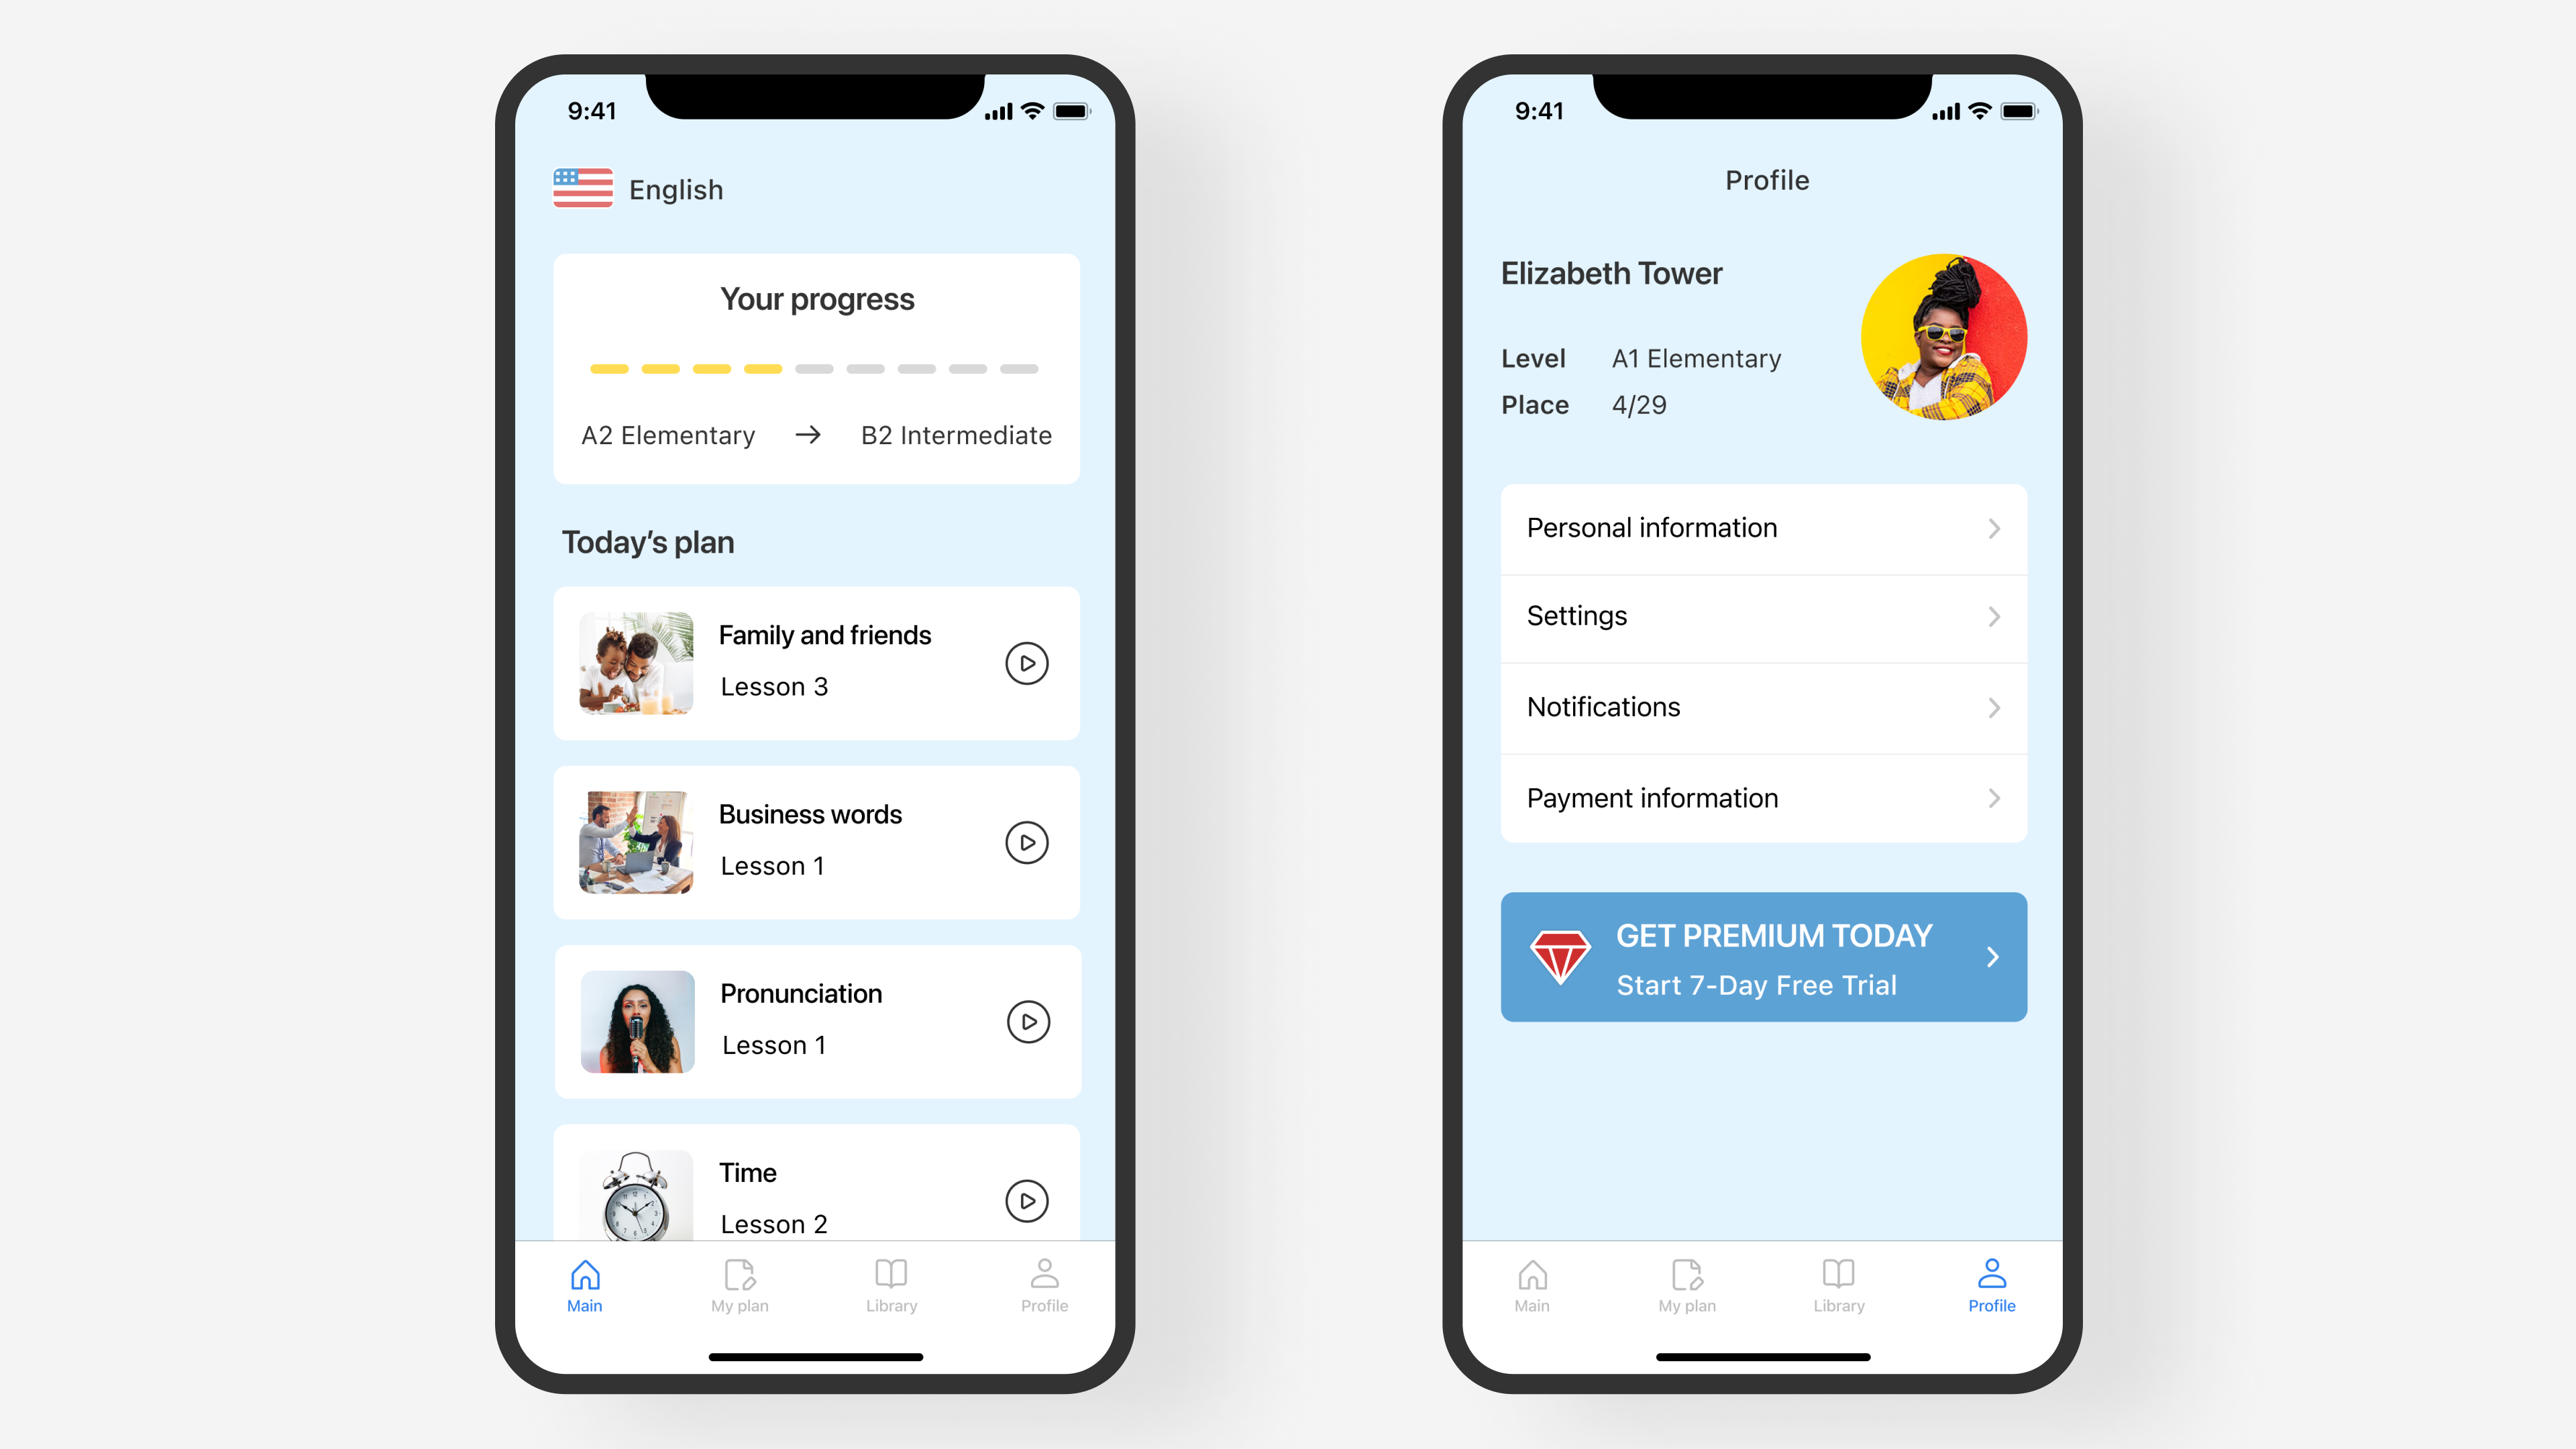 9:41
English
Your progress
A2 Elementary → B2 Intermediate
Today's plan
Family and friends
Lesson 3
Business words
Lesson 1
Pronunciation
Lesson 1
Time
Lesson 2
Main My plan Library Profile
9:41
Profile
Elizabeth Tower
Level A1 Elementary
Place 4/29
Personal information
Settings
Notifications
Payment information
GET PREMIUM TODAY
Start 7-Day Free Trial
Main My plan Library Profile